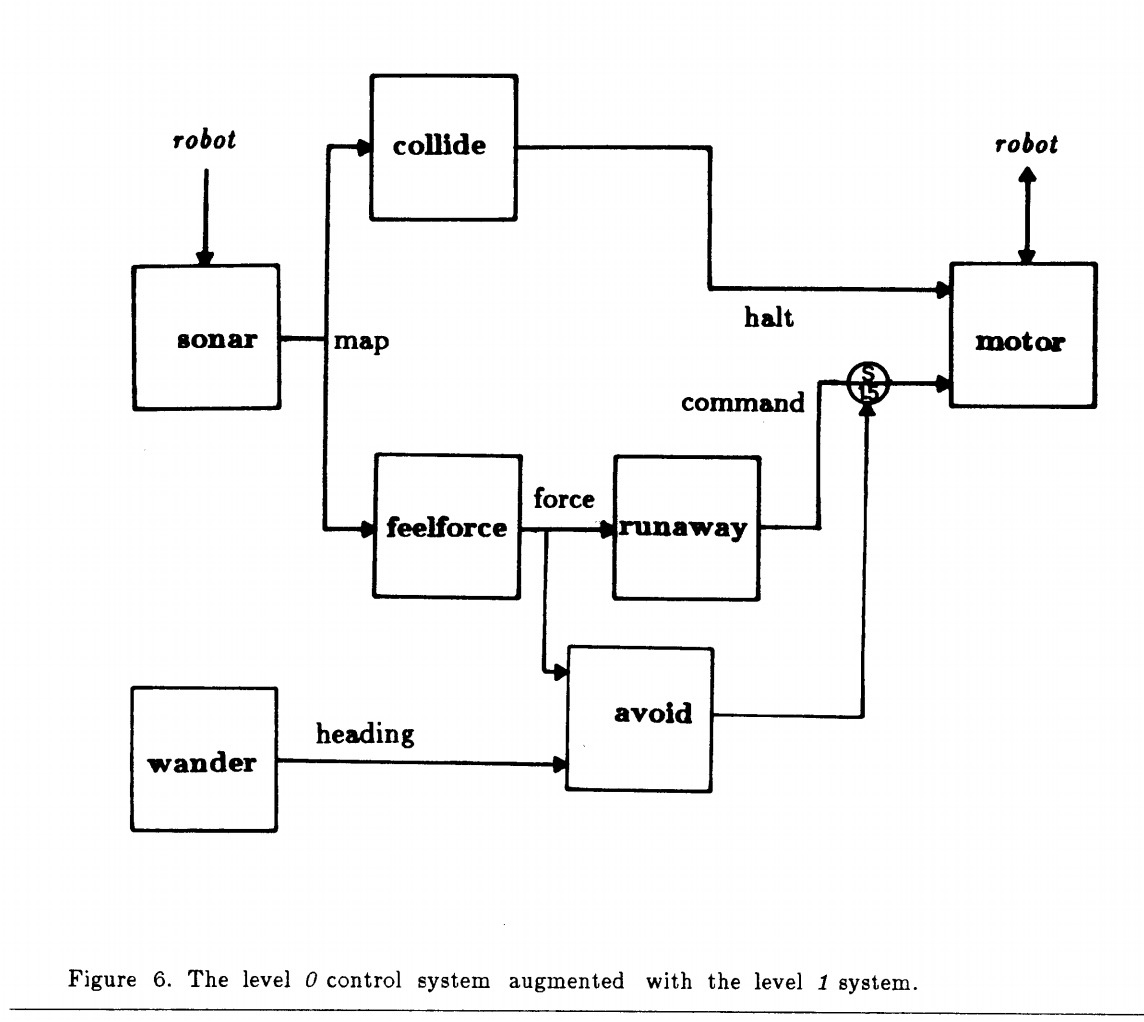 collide
robot
robot
sonar
map
halt
motor
S
15
command
force
feelforce
runaway
avoid
heading
wander
Figure 6. The level 0 control system augmented with the level 1 system.